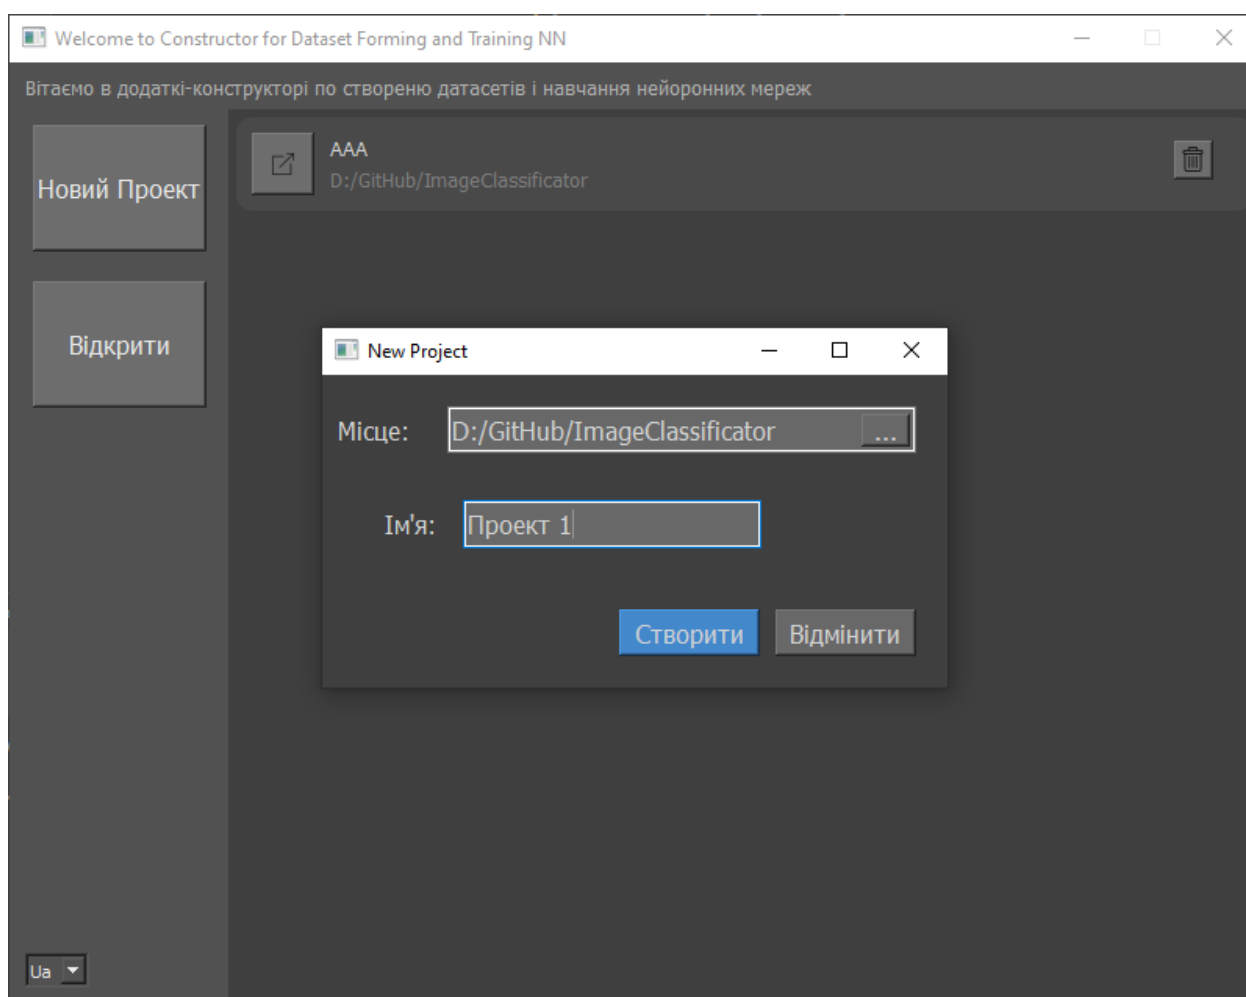 Welcome to Constructor for Dataset Forming and Training NN
Вітаємо в додаткі-конструкторі по створеню датасетів і навчання нейоронних мереж
Новий Проект
Відкрити
AAA
D:/GitHub/ImageClassificator
New Project
Місце: D:/GitHub/ImageClassificator ...
Ім'я: Проект 1
Створити Відмінити
Ua